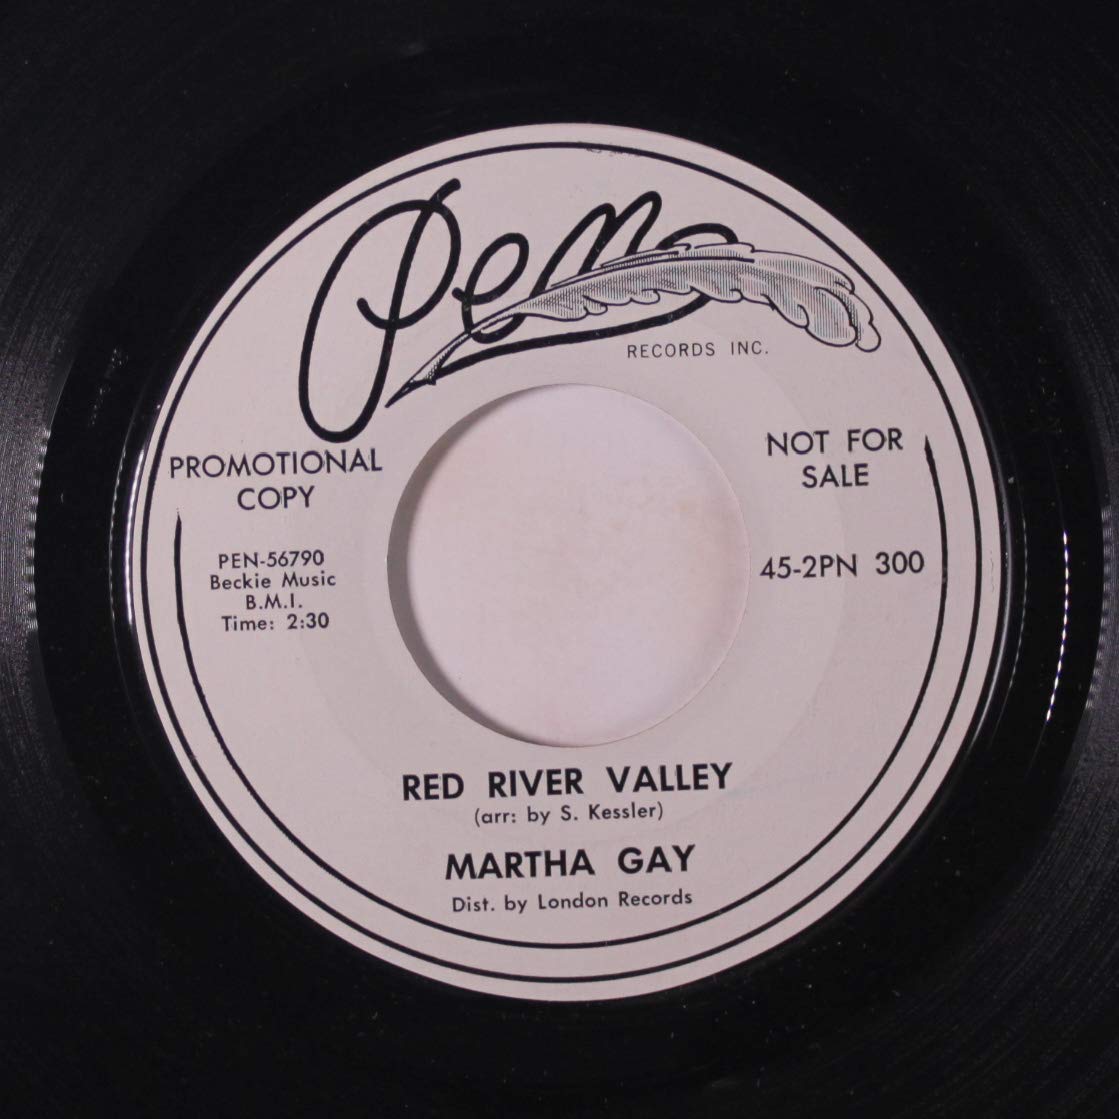 Pen
RECORDS INC.
PROMOTIONAL
COPY
NOT FOR
SALE
PEN-56790
Beckie Music
B.M.I.
Time: 2:30
45-2PN 300
RED RIVER VALLEY
(arr: by S. Kessler)
MARTHA GAY
Dist. by London Records